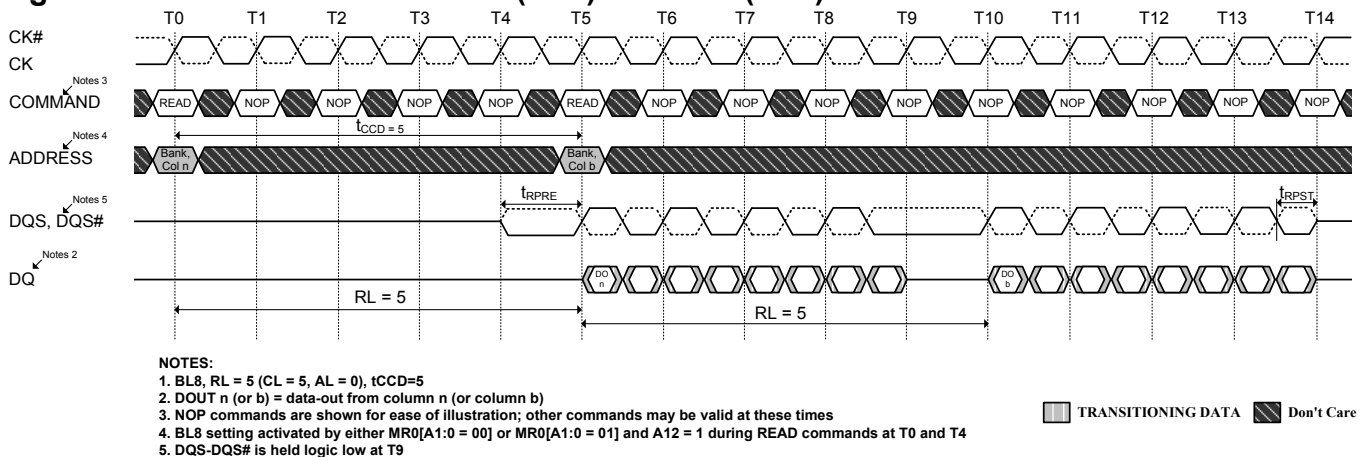 T0 T1 T2 T3 T4 T5 T6 T7 T8 T9 T10 T11 T12 T13 T14
CK#
CK
Notes 3
COMMAND READ NOP NOP NOP NOP READ NOP NOP NOP NOP NOP NOP NOP NOP NOP
tCCD = 5
Notes 4
ADDRESS Bank, Col n Bank, Col b
tRPRE tRPST
Notes 5
DQS, DQS#
Notes 2
DQ DO n DO b
RL = 5
RL = 5
NOTES:
1. BL8, RL = 5 (CL = 5, AL = 0), tCCD=5
2. DOUT n (or b) = data-out from column n (or column b)
3. NOP commands are shown for ease of illustration; other commands may be valid at these times
4. BL8 setting activated by either MR0[A1:0 = 00] or MR0[A1:0 = 01] and A12 = 1 during READ commands at T0 and T4
5. DQS-DQS# is held logic low at T9
TRANSITIONING DATA Don't Care